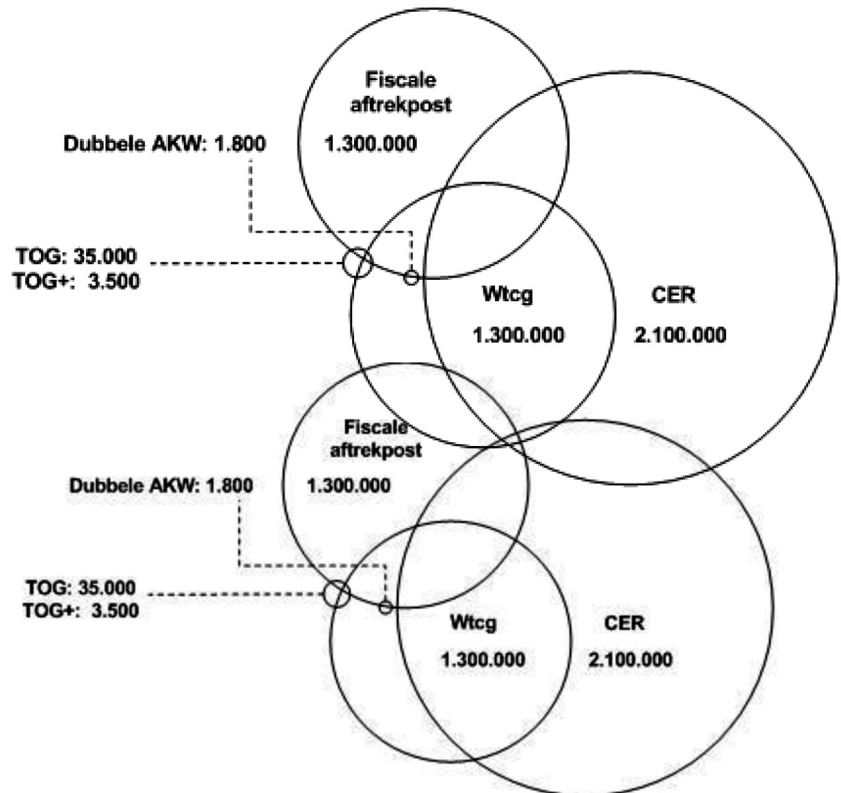 Fiscale
aftrekpost
Dubbele AKW: 1.800
1.300.000
TOG: 35.000
TOG+: 3.500
Wtcg
CER
1.300.000
2.100.000
Fiscale
aftrekpost
Dubbele AKW: 1.800
1.300.000
TOG: 35.000
TOG+: 3.500
Wtcg
CER
1.300.000
2.100.000